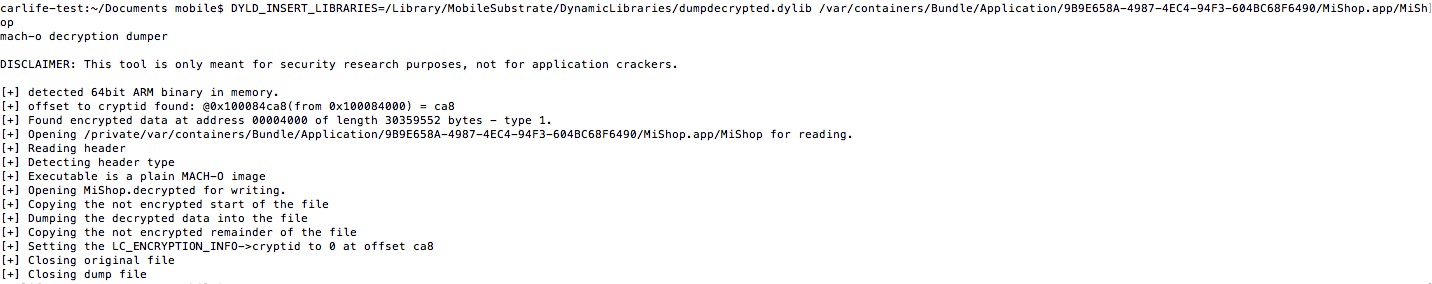 carlife-test:~/Documents mobile$ DYLD_INSERT_LIBRARIES=/Library/MobileSubstrate/DynamicLibraries/dumpdecrypted.dylib /var/containers/Bundle/Application/9B9E658A-4987-4EC4-94F3-604BC68F6490/MiShop.app/MiSh
op
mach-o decryption dumper
DISCLAIMER: This tool is only meant for security research purposes, not for application crackers.
[+] detected 64bit ARM binary in memory.
[+] offset to cryptid found: @0x100084ca8(from 0x100084000) = ca8
[+] Found encrypted data at address 00004000 of length 30359552 bytes - type 1.
[+] Opening /private/var/containers/Bundle/Application/9B9E658A-4987-4EC4-94F3-604BC68F6490/MiShop.app/MiShop for reading.
[+] Reading header
[+] Detecting header type
[+] Executable is a plain MACH-O image
[+] Opening MiShop.decrypted for writing.
[+] Copying the not encrypted start of the file
[+] Dumping the decrypted data into the file
[+] Copying the not encrypted remainder of the file
[+] Setting the LC_ENCRYPTION_INFO->cryptid to 0 at offset ca8
[+] Closing original file
[+] Closing dump file